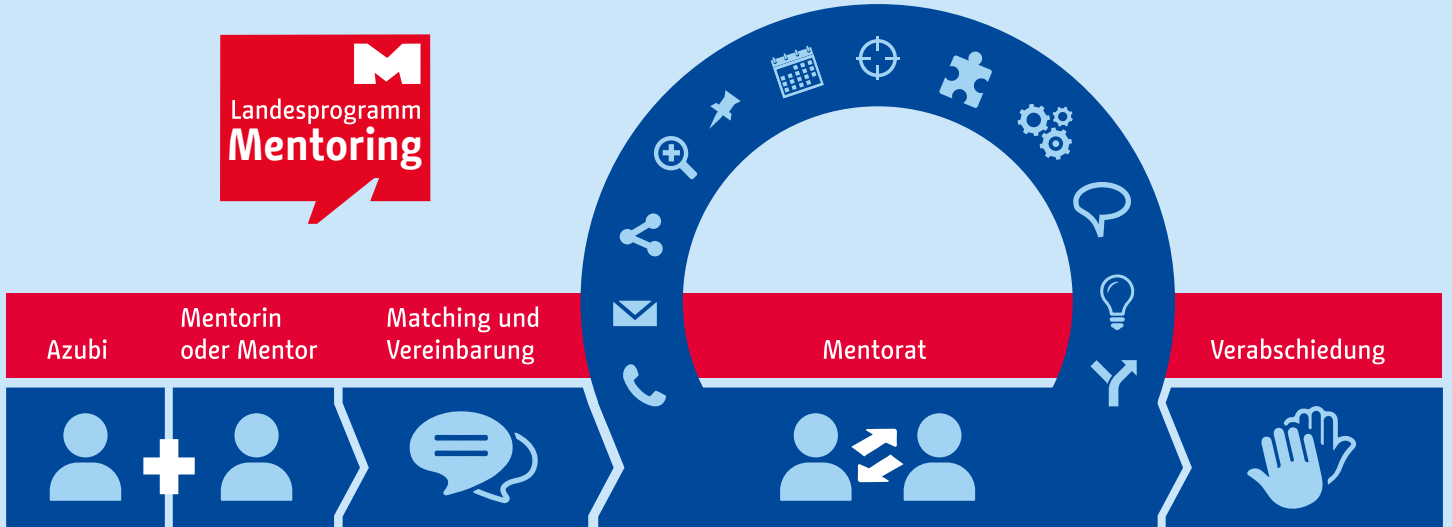 Landesprogramm
Mentoring
Azubi
Mentorin
oder Mentor
Matching und
Vereinbarung
Mentorat
Verabschiedung